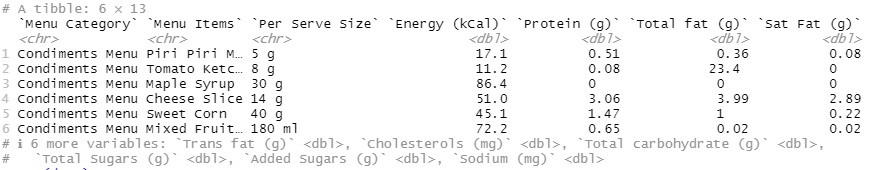 # A tibble: 6 × 13
`Menu Category` `Menu Items` `Per Serve Size` `Energy (kCal)` `Protein (g)` `Total fat (g)` `Sat Fat (g)`
<chr> <chr> <chr> <dbl> <dbl> <dbl> <dbl>
1 Condiments Menu Piri Piri M… 5 g 17.1 0.51 0.36 0.08
2 Condiments Menu Tomato Ketc… 8 g 11.2 0.08 23.4 0
3 Condiments Menu Maple Syrup 30 g 86.4 0 0 0
4 Condiments Menu Cheese Slice 14 g 51.0 3.06 3.99 2.89
5 Condiments Menu Sweet Corn 40 g 45.1 1.47 1 0.22
6 Condiments Menu Mixed Fruit… 180 ml 72.2 0.65 0.02 0.02
# ℹ 6 more variables: `Trans fat (g)` <dbl>, `Cholesterols (mg)` <dbl>, `Total carbohydrate (g)` <dbl>,
# `Total Sugars (g)` <dbl>, `Added Sugars (g)` <dbl>, `Sodium (mg)` <dbl>